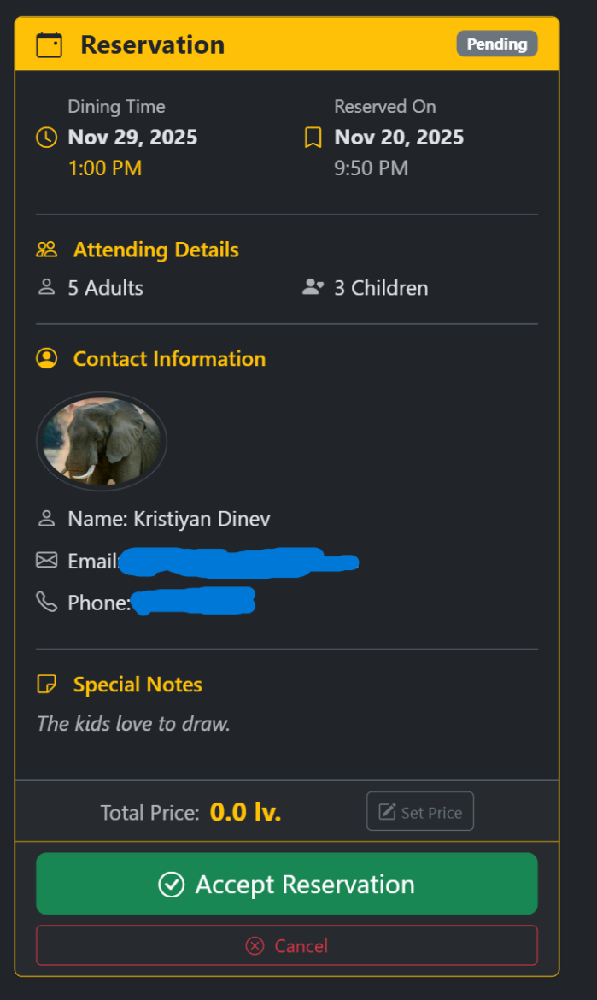 Reservation Pending
Dining Time Reserved On
Nov 29, 2025 Nov 20, 2025
1:00 PM 9:50 PM
Attending Details
5 Adults 3 Children
Contact Information
Name: Kristiyan Dinev
Email:
Phone:
Special Notes
The kids love to draw.
Total Price: 0.0 lv. Set Price
Accept Reservation
Cancel